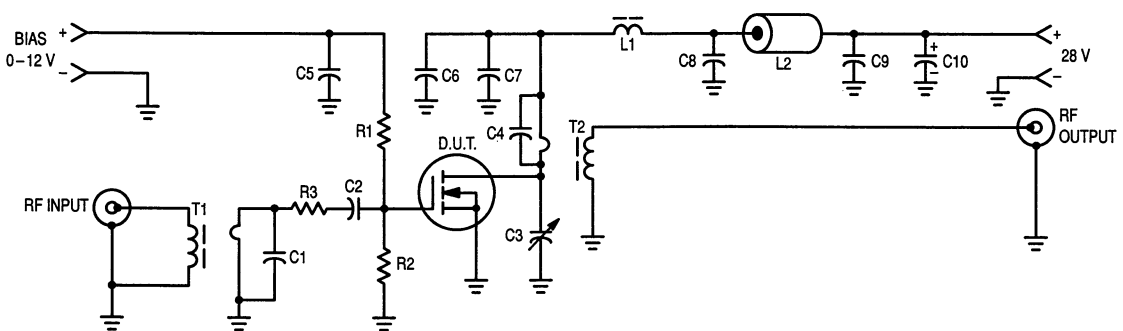 BIAS
0–12 V
+
–
C5
C6
C7
L1
C8
L2
C9
+
–
C10
+
28 V
–
R1
D.U.T.
C4
T2
RF
OUTPUT
RF INPUT
T1
R3
C2
C3
C1
R2